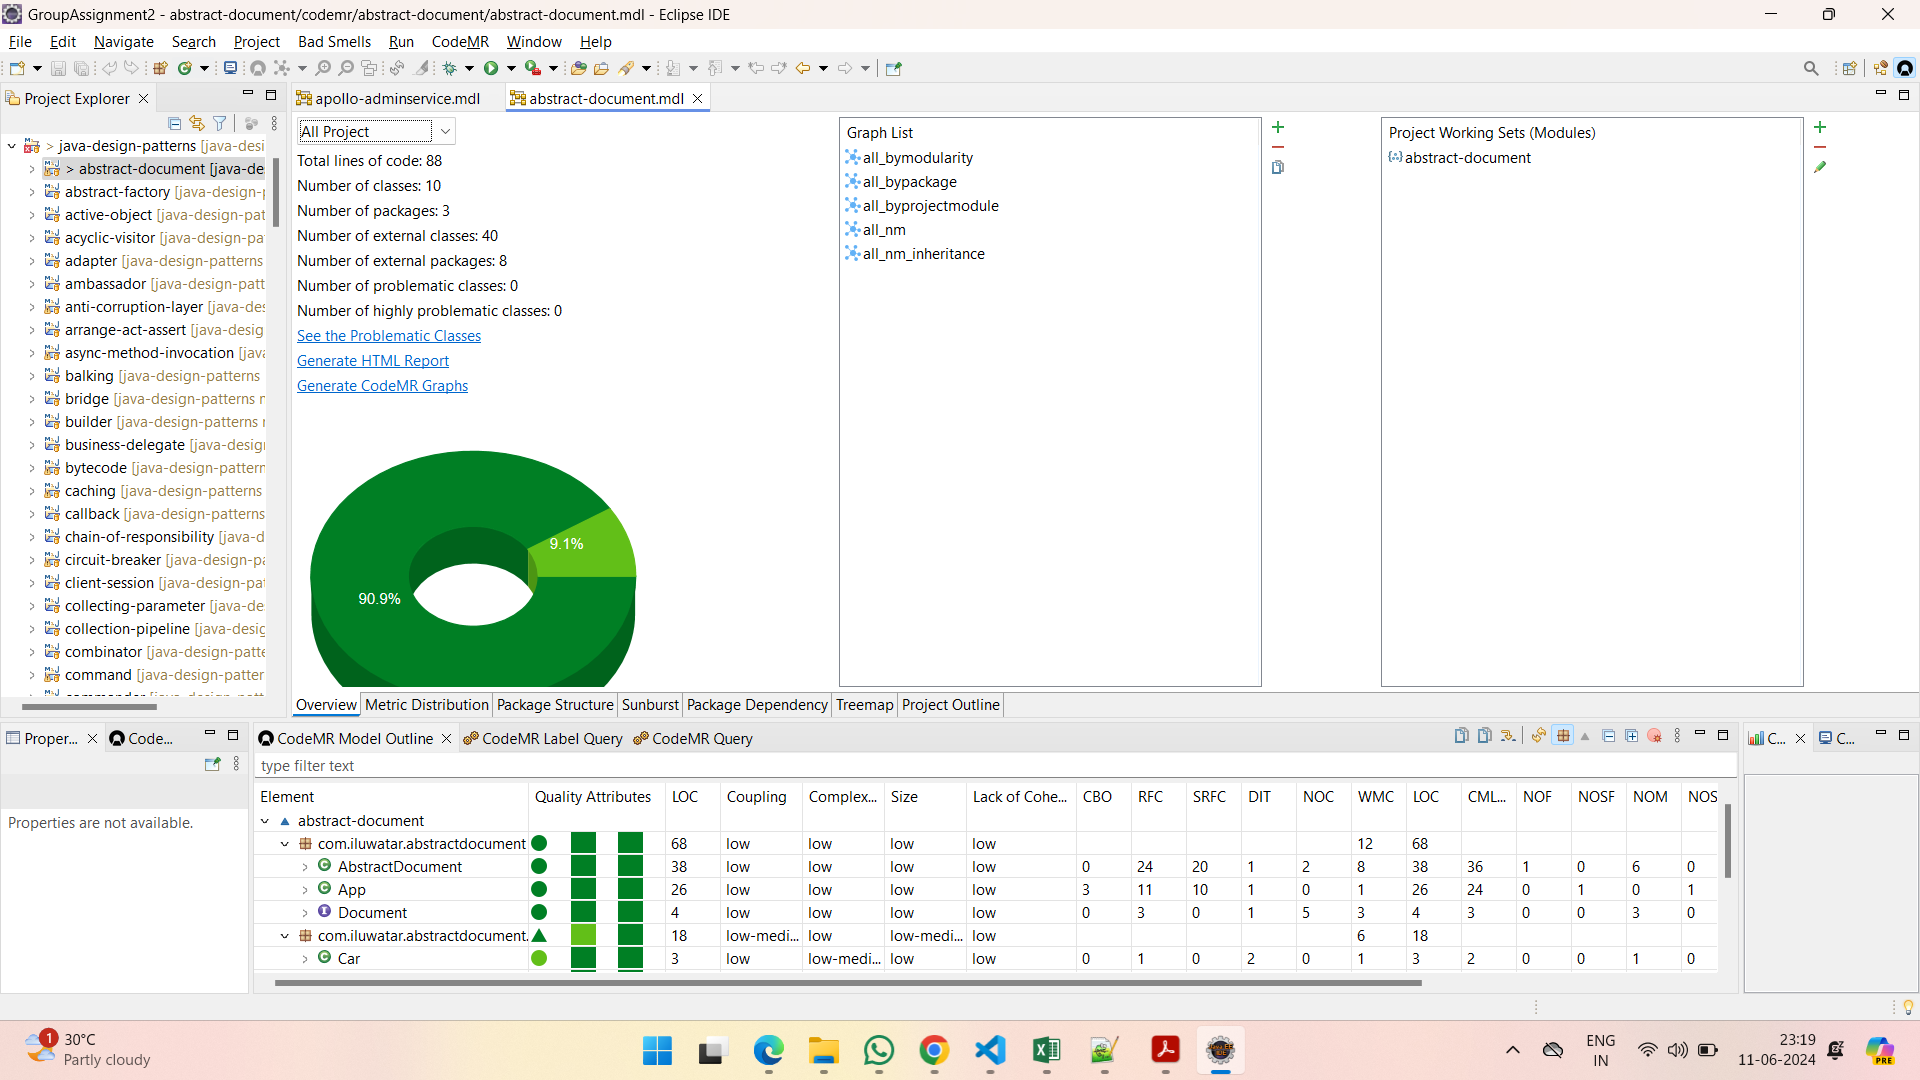 GroupAssignment2 - abstract-document/codemr/abstract-document/abstract-document.mdl - Eclipse IDE
File Edit Navigate Search Project Bad Smells Run CodeMR Window Help
Project Explorer
apollo-adminservice.mdl abstract-document.mdl
> java-design-patterns [java-desi
> abstract-document [java-de
abstract-factory [java-design-p
active-object [java-design-pat
acyclic-visitor [java-design-pa
adapter [java-design-patterns
ambassador [java-design-patt
anti-corruption-layer [java-des
arrange-act-assert [java-desig
async-method-invocation [java
balking [java-design-patterns
bridge [java-design-patterns r
builder [java-design-patterns r
business-delegate [java-desig
bytecode [java-design-pattern
caching [java-design-patterns
callback [java-design-patterns
chain-of-responsibility [java-d
circuit-breaker [java-design-pa
client-session [java-design-pat
collecting-parameter [java-de
collection-pipeline [java-desig
combinator [java-design-patte
command [java-design-patter
All Project
Total lines of code: 88
Number of classes: 10
Number of packages: 3
Number of external classes: 40
Number of external packages: 8
Number of problematic classes: 0
Number of highly problematic classes: 0
See the Problematic Classes
Generate HTML Report
Generate CodeMR Graphs
9.1%
90.9%
Graph List
all_bymodularity
all_bypackage
all_byprojectmodule
all_nm
all_nm_inheritance
Project Working Sets (Modules)
abstract-document
Overview Metric Distribution Package Structure Sunburst Package Dependency Treemap Project Outline
Proper... Code...
Properties are not available.
CodeMR Model Outline CodeMR Label Query CodeMR Query
C... C...
type filter text
Element Quality Attributes LOC Coupling Complex... Size Lack of Cohe... CBO RFC SRFC DIT NOC WMC LOC CML... NOF NOSF NOM NOS
abstract-document
com.iluwatar.abstractdocument 68 low low low low 12 68
AbstractDocument 38 low low low low 0 24 20 1 2 8 38 36 1 0 6 0
App 26 low low low low 3 11 10 1 0 1 26 24 0 1 0 1
Document 4 low low low low 0 3 0 1 5 3 4 3 0 0 3 0
com.iluwatar.abstractdocument. 18 low-medi... low low-medi... low 6 18
Car 3 low low-medi... low low 0 1 0 2 0 1 3 2 0 0 1 0
1
30°C
Partly cloudy
ENG
IN
23:19
11-06-2024
PRE